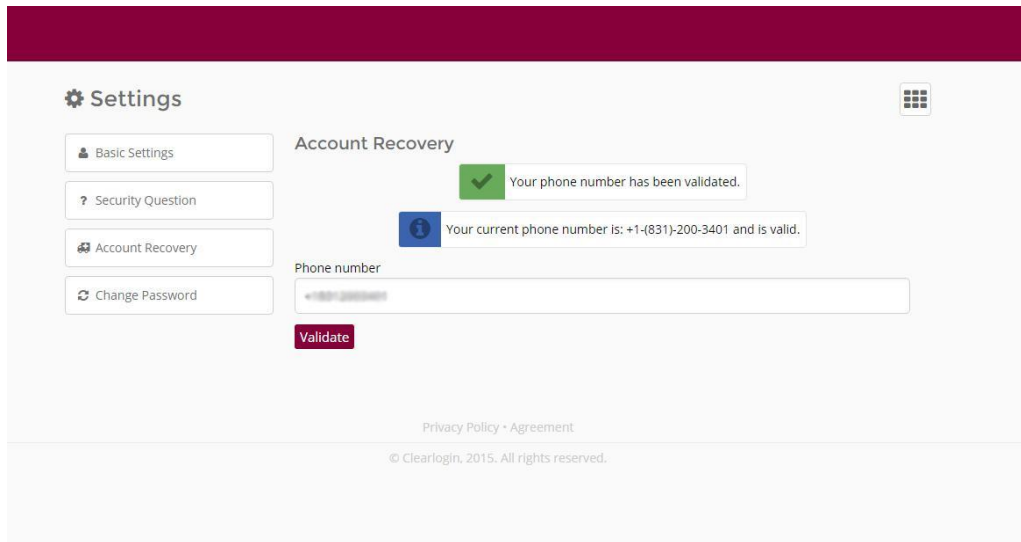 Settings
Basic Settings
Security Question
Account Recovery
Change Password
Account Recovery
Your phone number has been validated.
Your current phone number is: +1-(831)-200-3401 and is valid.
Phone number
Validate
Privacy Policy • Agreement
© Clearlogin, 2015. All rights reserved.